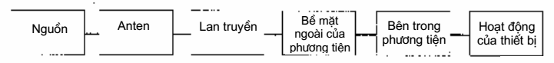 Nguồn
Anten
Lan truyền
Bề mặt
ngoài của
phương tiện
Bên trong
phương tiện
Hoạt động
của thiết bị